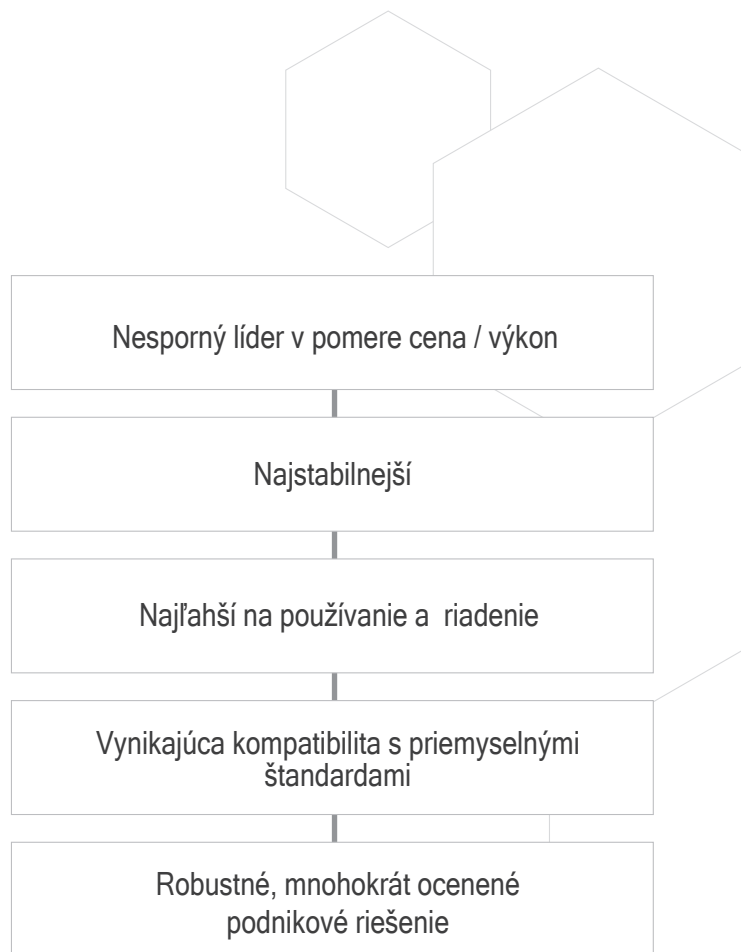 Nesporný líder v pomere cena / výkon
Najstabilnejší
Najľahší na používanie a riadenie
Vynikajúca kompatibilita s priemyselnými
štandardami
Robustné, mnohokrát ocenené
podnikové riešenie